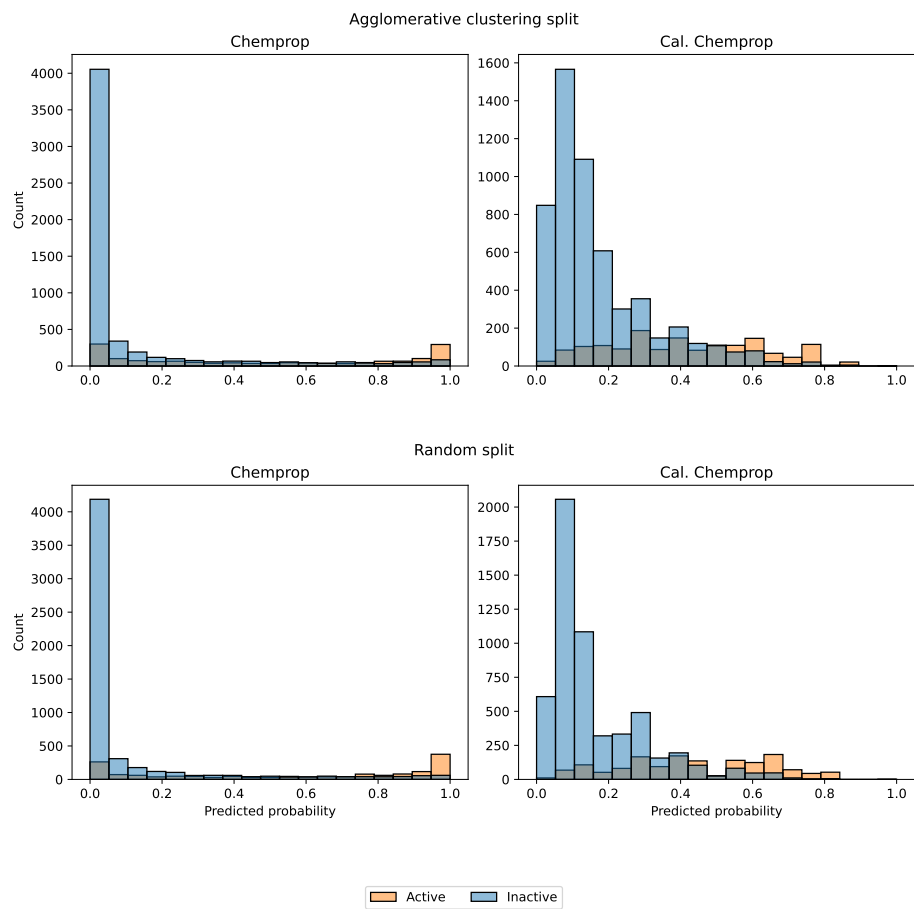 Agglomerative clustering split
Chemprop Cal. Chemprop
4000
3500
3000
2500
2000
1500
1000
500
0
Count
0.0 0.2 0.4 0.6 0.8 1.0
1600
1400
1200
1000
800
600
400
200
0
0.0 0.2 0.4 0.6 0.8 1.0
Random split
Chemprop Cal. Chemprop
4000
3500
3000
2500
2000
1500
1000
500
0
Count
0.0 0.2 0.4 0.6 0.8 1.0
Predicted probability
2000
1750
1500
1250
1000
750
500
250
0
0.0 0.2 0.4 0.6 0.8 1.0
Predicted probability
Active Inactive